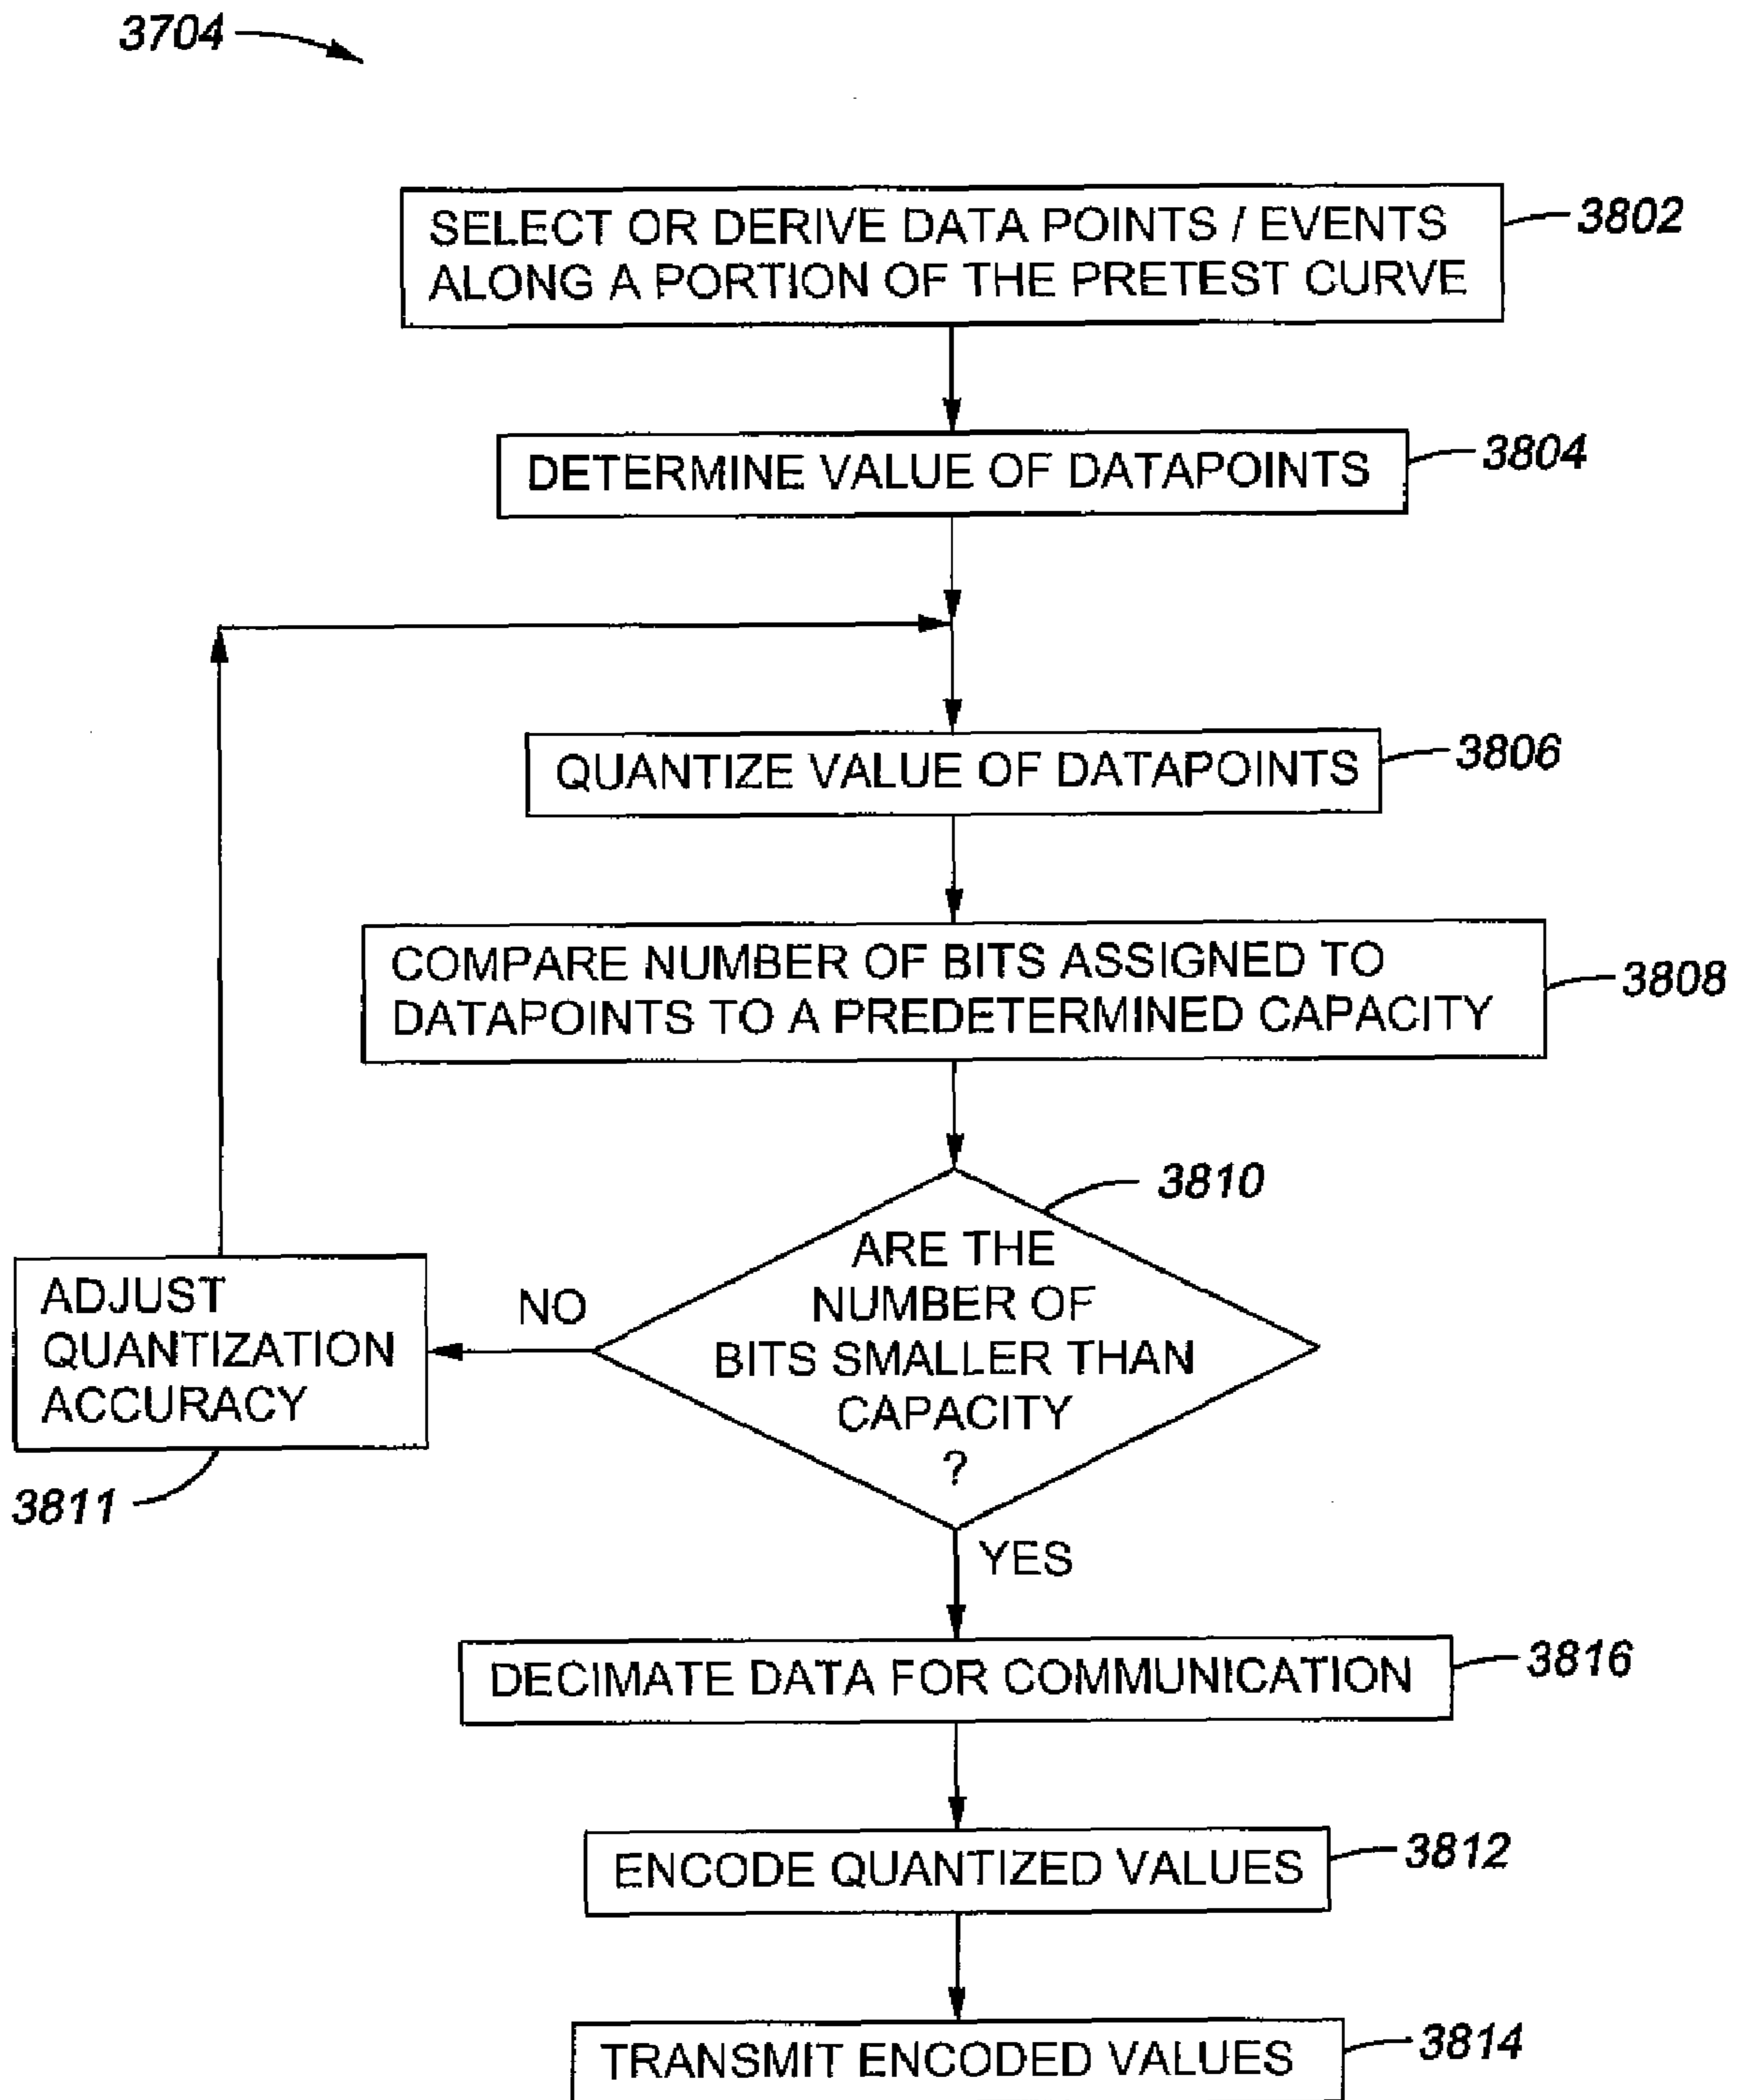 3704
SELECT OR DERIVE DATA POINTS / EVENTS
ALONG A PORTION OF THE PRETEST CURVE
3802
DETERMINE VALUE OF DATAPOINTS
3804
QUANTIZE VALUE OF DATAPOINTS
3806
COMPARE NUMBER OF BITS ASSIGNED TO
DATAPOINTS TO A PREDETERMINED CAPACITY
3808
3810
ARE THE
NUMBER OF
BITS SMALLER THAN
CAPACITY
?
NO
ADJUST
QUANTIZATION
ACCURACY
3811
YES
DECIMATE DATA FOR COMMUNICATION
3816
ENCODE QUANTIZED VALUES
3812
TRANSMIT ENCODED VALUES
3814